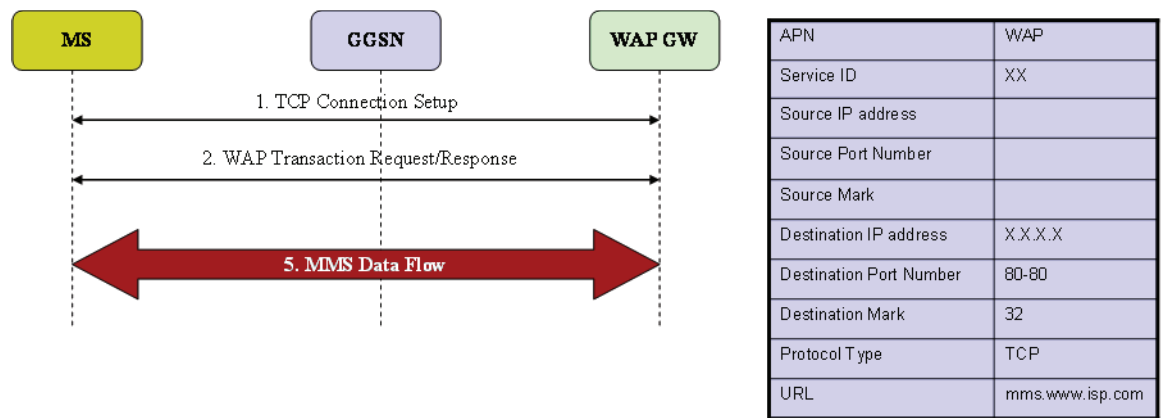 MS
GGSN
WAP GW
1. TCP Connection Setup
2. WAP Transaction Request/Response
5. MMS Data Flow
APN WAP
Service ID XX
Source IP address
Source Port Number
Source Mark
Destination IP address X.X.X.X
Destination Port Number 80-80
Destination Mark 32
Protocol Type TCP
URL mms.www.isp.com